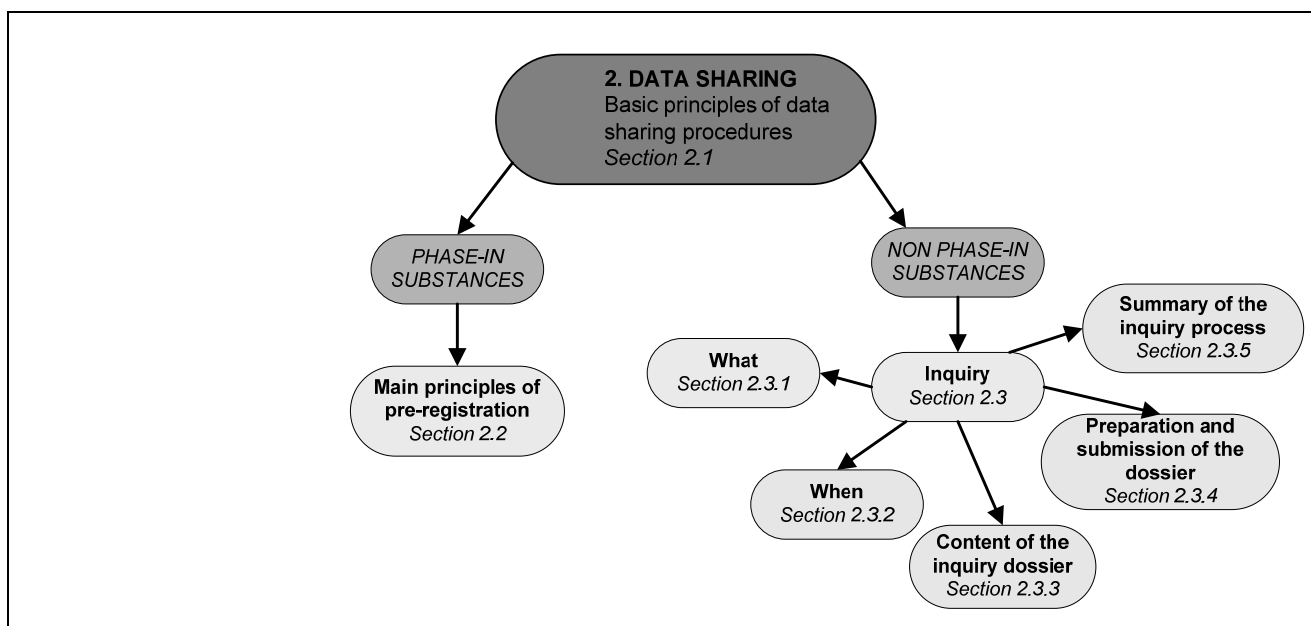 2. DATA SHARING
Basic principles of data
sharing procedures
Section 2.1
PHASE-IN
SUBSTANCES
NON PHASE-IN
SUBSTANCES
Main principles of
pre-registration
Section 2.2
Inquiry
Section 2.3
What
Section 2.3.1
When
Section 2.3.2
Content of the
inquiry dossier
Section 2.3.3
Preparation and
submission of the
dossier
Section 2.3.4
Summary of the
inquiry process
Section 2.3.5